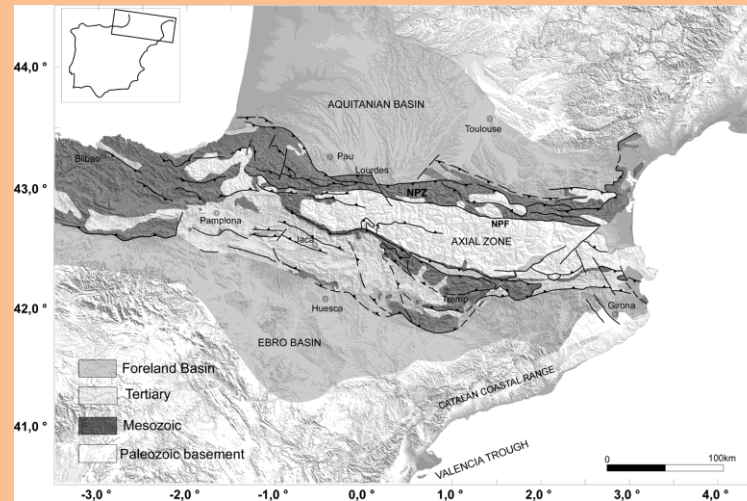 44,0 º
43,0 º
42,0 º
41,0 º
AQUITANIAN BASIN
Toulouse
Bilbao
Pau
Lourdes
NPZ
Pamplona
NPF
AXIAL ZONE
Jaca
Huesca
Tremp
Girona
EBRO BASIN
CATALAN COASTAL RANGE
VALENCIA TROUGH
Foreland Basin
Tertiary
Mesozoic
Paleozoic basement
0 100km
-3,0 º -2,0 º -1,0 º 0,0 º 1,0 º 2,0 º 3,0 º 4,0 º